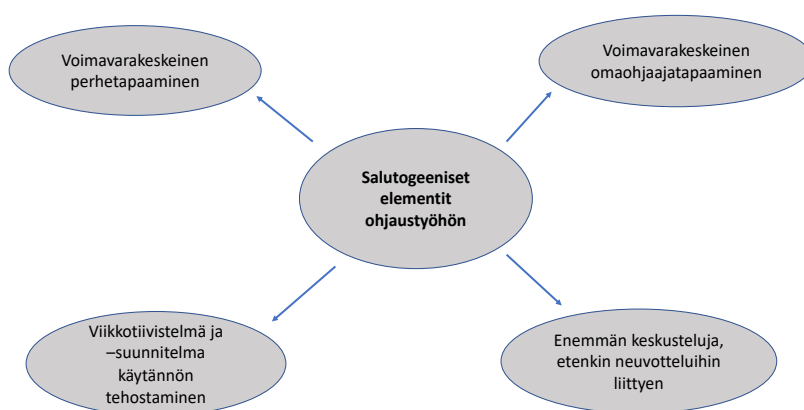 Voimavarakeskeinen
perhetapaaminen
Voimavarakeskeinen
omaohjaajatapaaminen
Salutogeeniset
elementit
ohjaustyöhön
Viikkotiivistelmä ja
–suunnitelma
käytännön
tehostaminen
Enemmän keskusteluja,
etenkin neuvotteluihin
liittyen